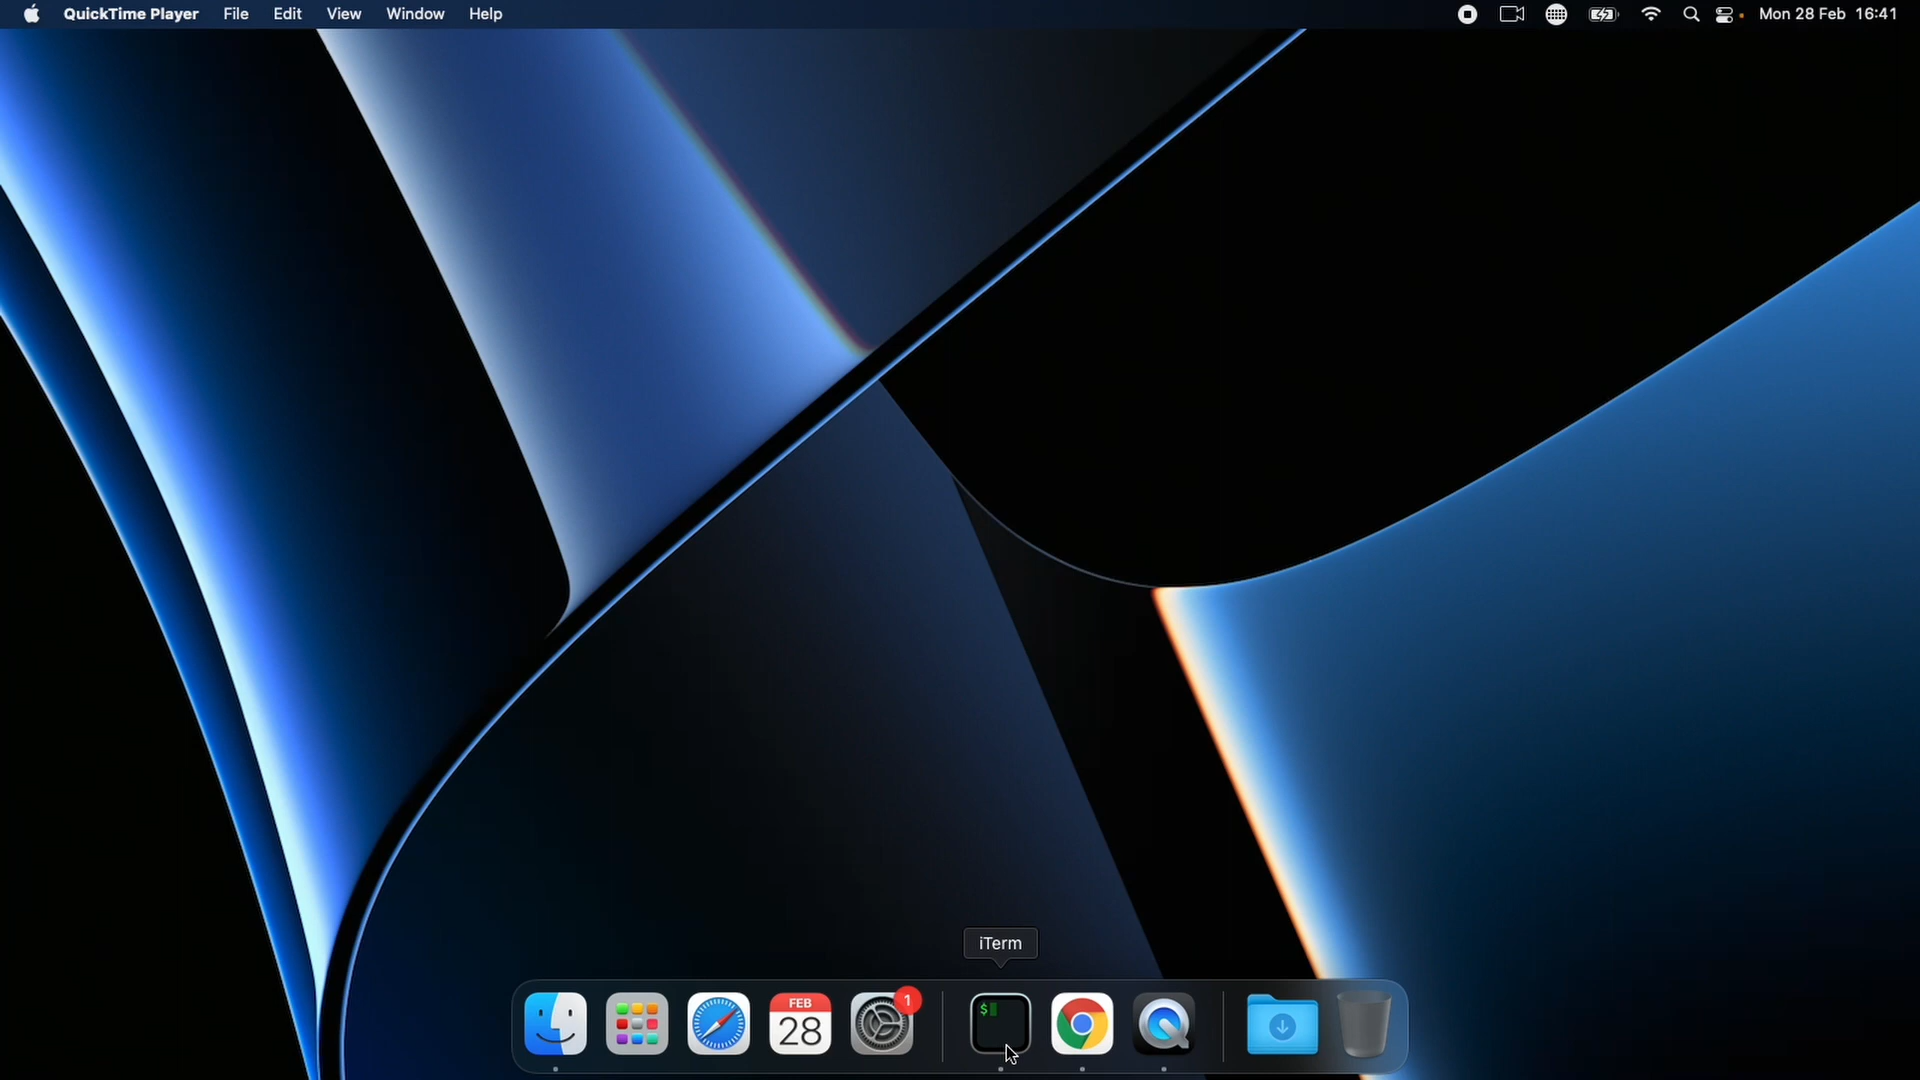 QuickTime Player File Edit View Window Help Mon 28 Feb 16:41
iTerm
FEB
28
1
$